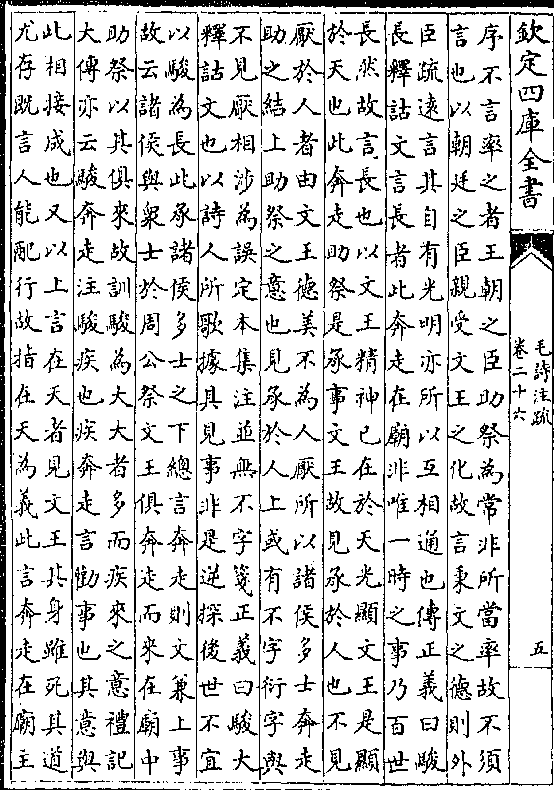 欽定四庫全書
毛詩注疏
卷二十六
五
序不言率之者王朝之臣助祭為常非所當率故不須
言也以朝廷之臣親受文王之化故言秉文之德則外
臣疏遠言其自有光明亦所以互相通也傳正義曰駿
長釋詁文言長者此奔走在廟非唯一時之事乃百世
長然故言長也以文王精神已在於天光顯文王是顯
於天也此奔走助祭是承事文王故見承於人也不見
厭於人者由文王德美不為人厭所以諸侯多士奔走
助之結上助祭之意也見承於人上或有不字衍字與
不見厭相涉為誤定本集注並無不字箋正義曰駿大
釋詁文也以詩人所歌據其見事非是逆探後世不宜
以駿為長此承諸侯多士之下總言奔走則文兼上事
故云諸侯與衆士於周公祭文王俱奔走而來在廟中
助祭以其俱來故訓駿為大大者多而疾來之意禮記
大傳亦云駿奔走注駿疾也疾奔走言勸事也其意與
此相接成也又以上言在天者見文王其身雖死其道
尤存既言人能配行故指在天為義此言奔走在廟主